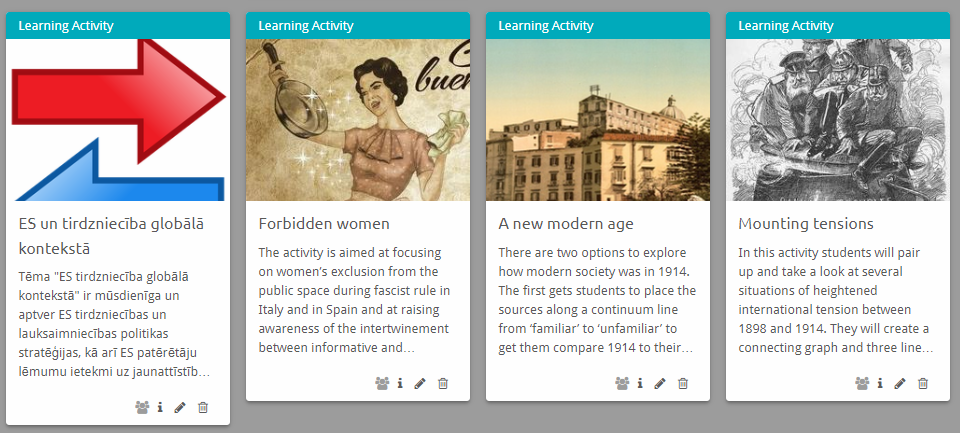 Learning Activity
ES un tirdzniecība globālā
kontekstā
Tēma "ES tirdzniecība globālā
kontekstā" ir mūsdienīga un
aptver ES tirdzniecības un
lauksaimniecības politikas
stratēģijas, kā arī ES patērētāju
lēmumu ietekmi uz jaunattīstīb...
Learning Activity
buer
Forbidden women
The activity is aimed at focusing
on women’s exclusion from the
public space during fascist rule in
Italy and in Spain and at raising
awareness of the intertwinement
between informative and...
Learning Activity
A new modern age
There are two options to explore
how modern society was in 1914.
The first gets students to place the
sources along a continuum line
from ‘familiar’ to ‘unfamiliar’ to
get them compare 1914 to their...
Learning Activity
Mounting tensions
In this activity students will pair
up and take a look at several
situations of heightened
international tension between
1898 and 1914. They will create a
connecting graph and three line...